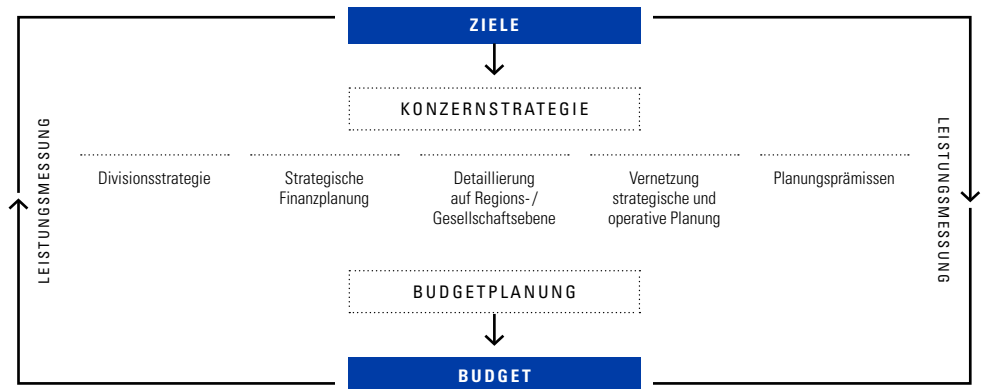 ZIELE
KONZERNSTRATEGIE
LEISTUNGSMESSUNG
LEISTUNGSMESSUNG
Divisionsstrategie
Strategische
Finanzplanung
Detaillierung
auf Regions- /
Gesellschaftsebene
Vernetzung
strategische und
operative Planung
Planungsprämissen
BUDGETPLANUNG
BUDGET